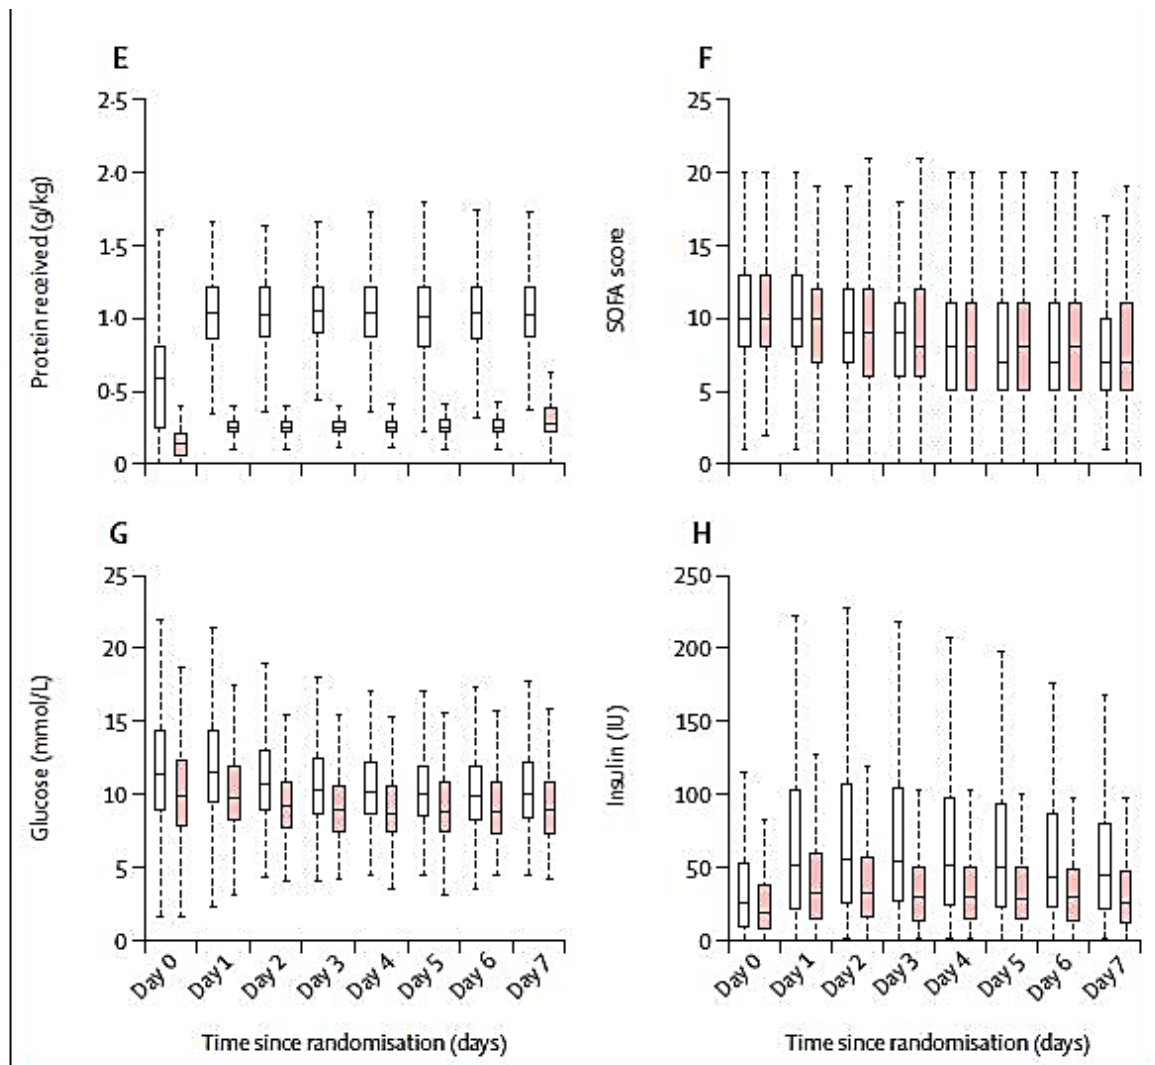 E
2·5
2·0
1·5
1·0
0·5
0
Protein received (g/kg)
F
25
20
15
10
5
0
SOFA score
G
25
20
15
10
5
0
Glucose (mmol/L)
Day 0
Day 1
Day 2
Day 3
Day 4
Day 5
Day 6
Day 7
Time since randomisation (days)
H
250
200
150
100
50
0
Insulin (IU)
Day 0
Day 1
Day 2
Day 3
Day 4
Day 5
Day 6
Day 7
Time since randomisation (days)